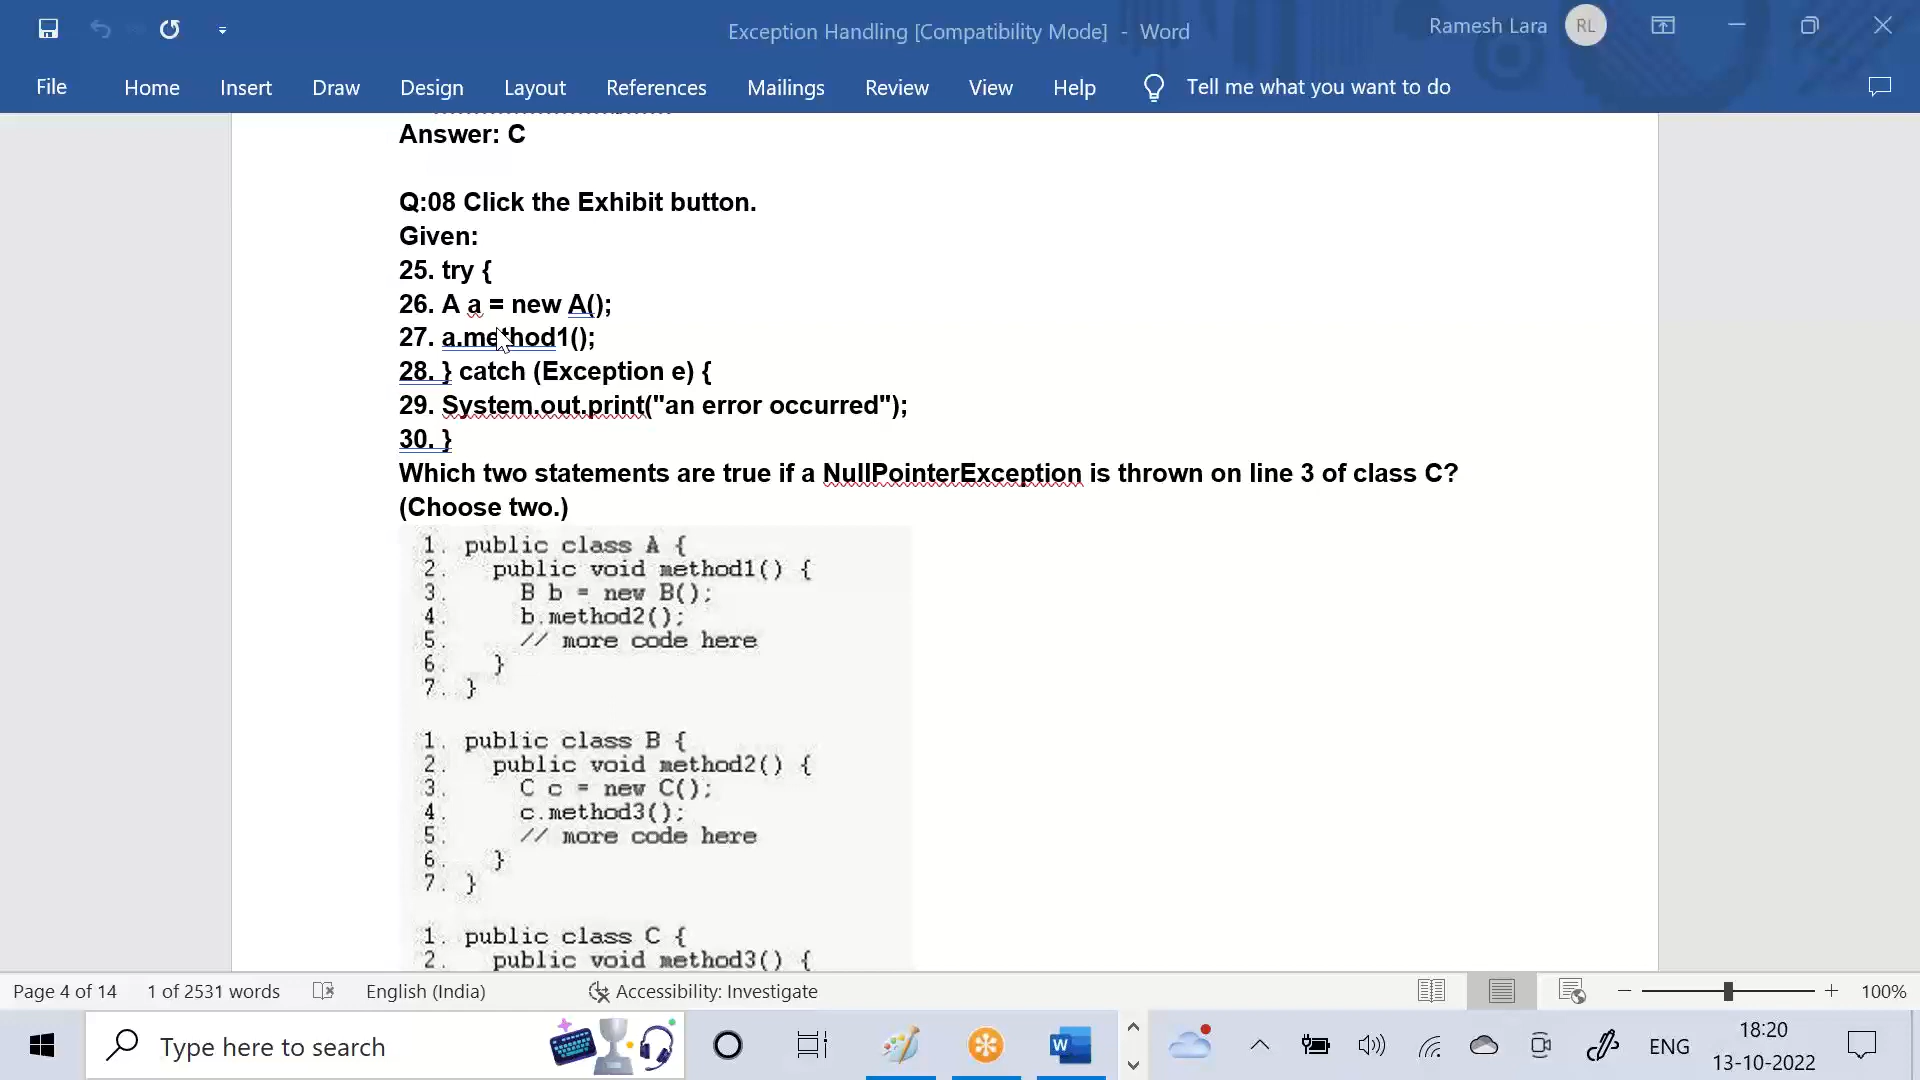 Exception Handling [Compatibility Mode] - Word
Ramesh Lara
RL
File
Home
Insert
Draw
Design
Layout
References
Mailings
Review
View
Help
Tell me what you want to do
Answer: C
Q:08 Click the Exhibit button.
Given:
25. try {
26. A a = new A();
27. a.method1();
28. } catch (Exception e) {
29. System.out.print("an error occurred");
30. }
Which two statements are true if a NullPointerException is thrown on line 3 of class C?
(Choose two.)
1. public class A {
2. public void method1() {
3. B b = new B();
4. b.method2();
5. // more code here
6. }
7. }
1. public class B {
2. public void method2() {
3. C c = new C();
4. c.method3();
5. // more code here
6. }
7. }
1. public class C {
2. public void method3() {
Page 4 of 14
1 of 2531 words
English (India)
Accessibility: Investigate
100%
Type here to search
W
ENG
18:20
13-10-2022